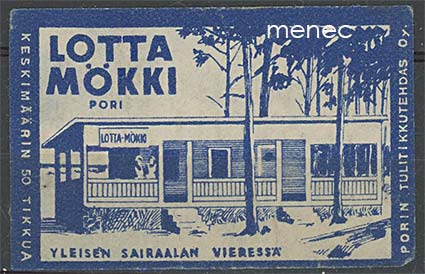 menec
LOTTA
MÖKKI
PORI
LOTTA-MÖKKI
YLEISEN SAIRAALAN VIERESSÄ
KESKIMÄÄRIN 50 TIKKUA
PORIN TULITIKKUTEHDAS Oy.